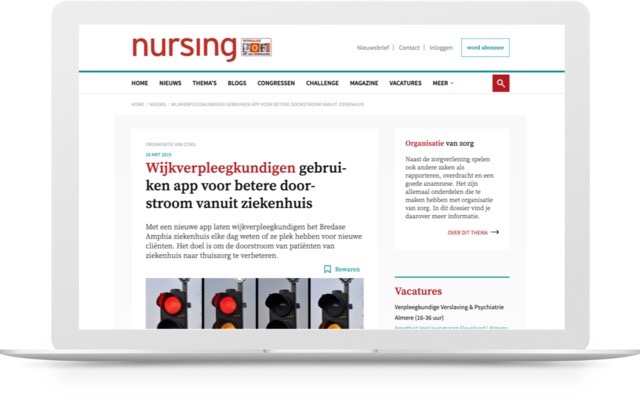 nursing
Nieuwsbrief | Contact | Inloggen
word abonnee
HOME NIEUWS THEMA'S BLOGS CONGRESSEN CHALLENGE MAGAZINE VACATURES MEER
HOME / NIEUWS / WIJKVERPLEEGKUNDIGEN GEBRUIKEN APP VOOR BETERE DOORSTROOM VANUIT ZIEKENHUIS
ORGANISATIE VAN ZORG
28 MRT 2019
Wijkverpleegkundigen gebrui-
ken app voor betere door-
stroom vanuit ziekenhuis
Met een nieuwe app laten wijkverpleegkundigen het Bredase
Amphia ziekenhuis elke dag weten of ze plek hebben voor nieuwe
cliënten. Het doel is om de doorstroom van patiënten van
ziekenhuis naar thuiszorg te verbeteren.
Bewaren
Organisatie van zorg
Naast de zorgverlening spelen
ook andere zaken als
rapporteren, overdracht en een
goede anamnese. Het zijn
allemaal onderdelen die te
maken hebben met organisatie
van zorg. In dit dossier vind je
daarover meer informatie.
OVER DIT THEMA
Vacatures
Verpleegkundige Verslaving & Psychiatrie
Almere (16-36 uur)